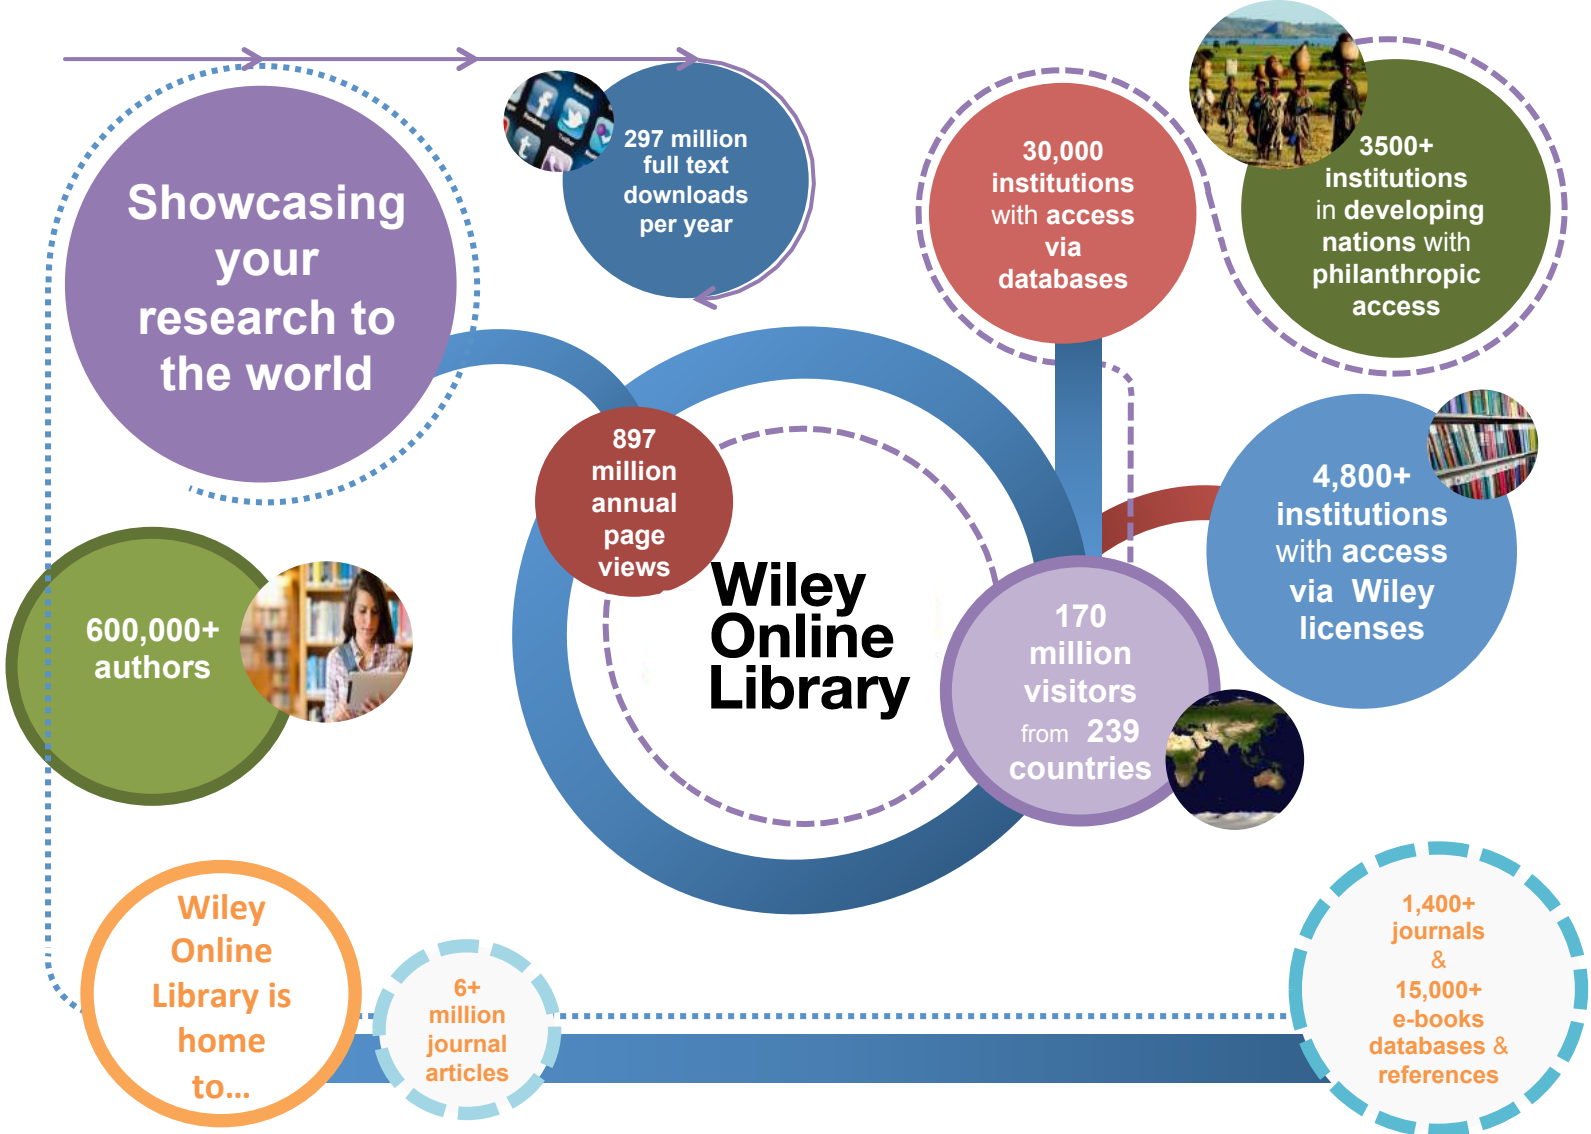 Showcasing
your
research to
the world
297 million
full text
downloads
per year
30,000
institutions
with access
via
databases
3500+
institutions
in developing
nations with
philanthropic
access
897
million
annual
page
views
Wiley
Online
Library
4,800+
institutions
with access
via Wiley
licenses
170
million
visitors
from 239
countries
600,000+
authors
Wiley
Online
Library is
home
to...
6+
million
journal
articles
1,400+
journals
&
15,000+
e-books
databases &
references